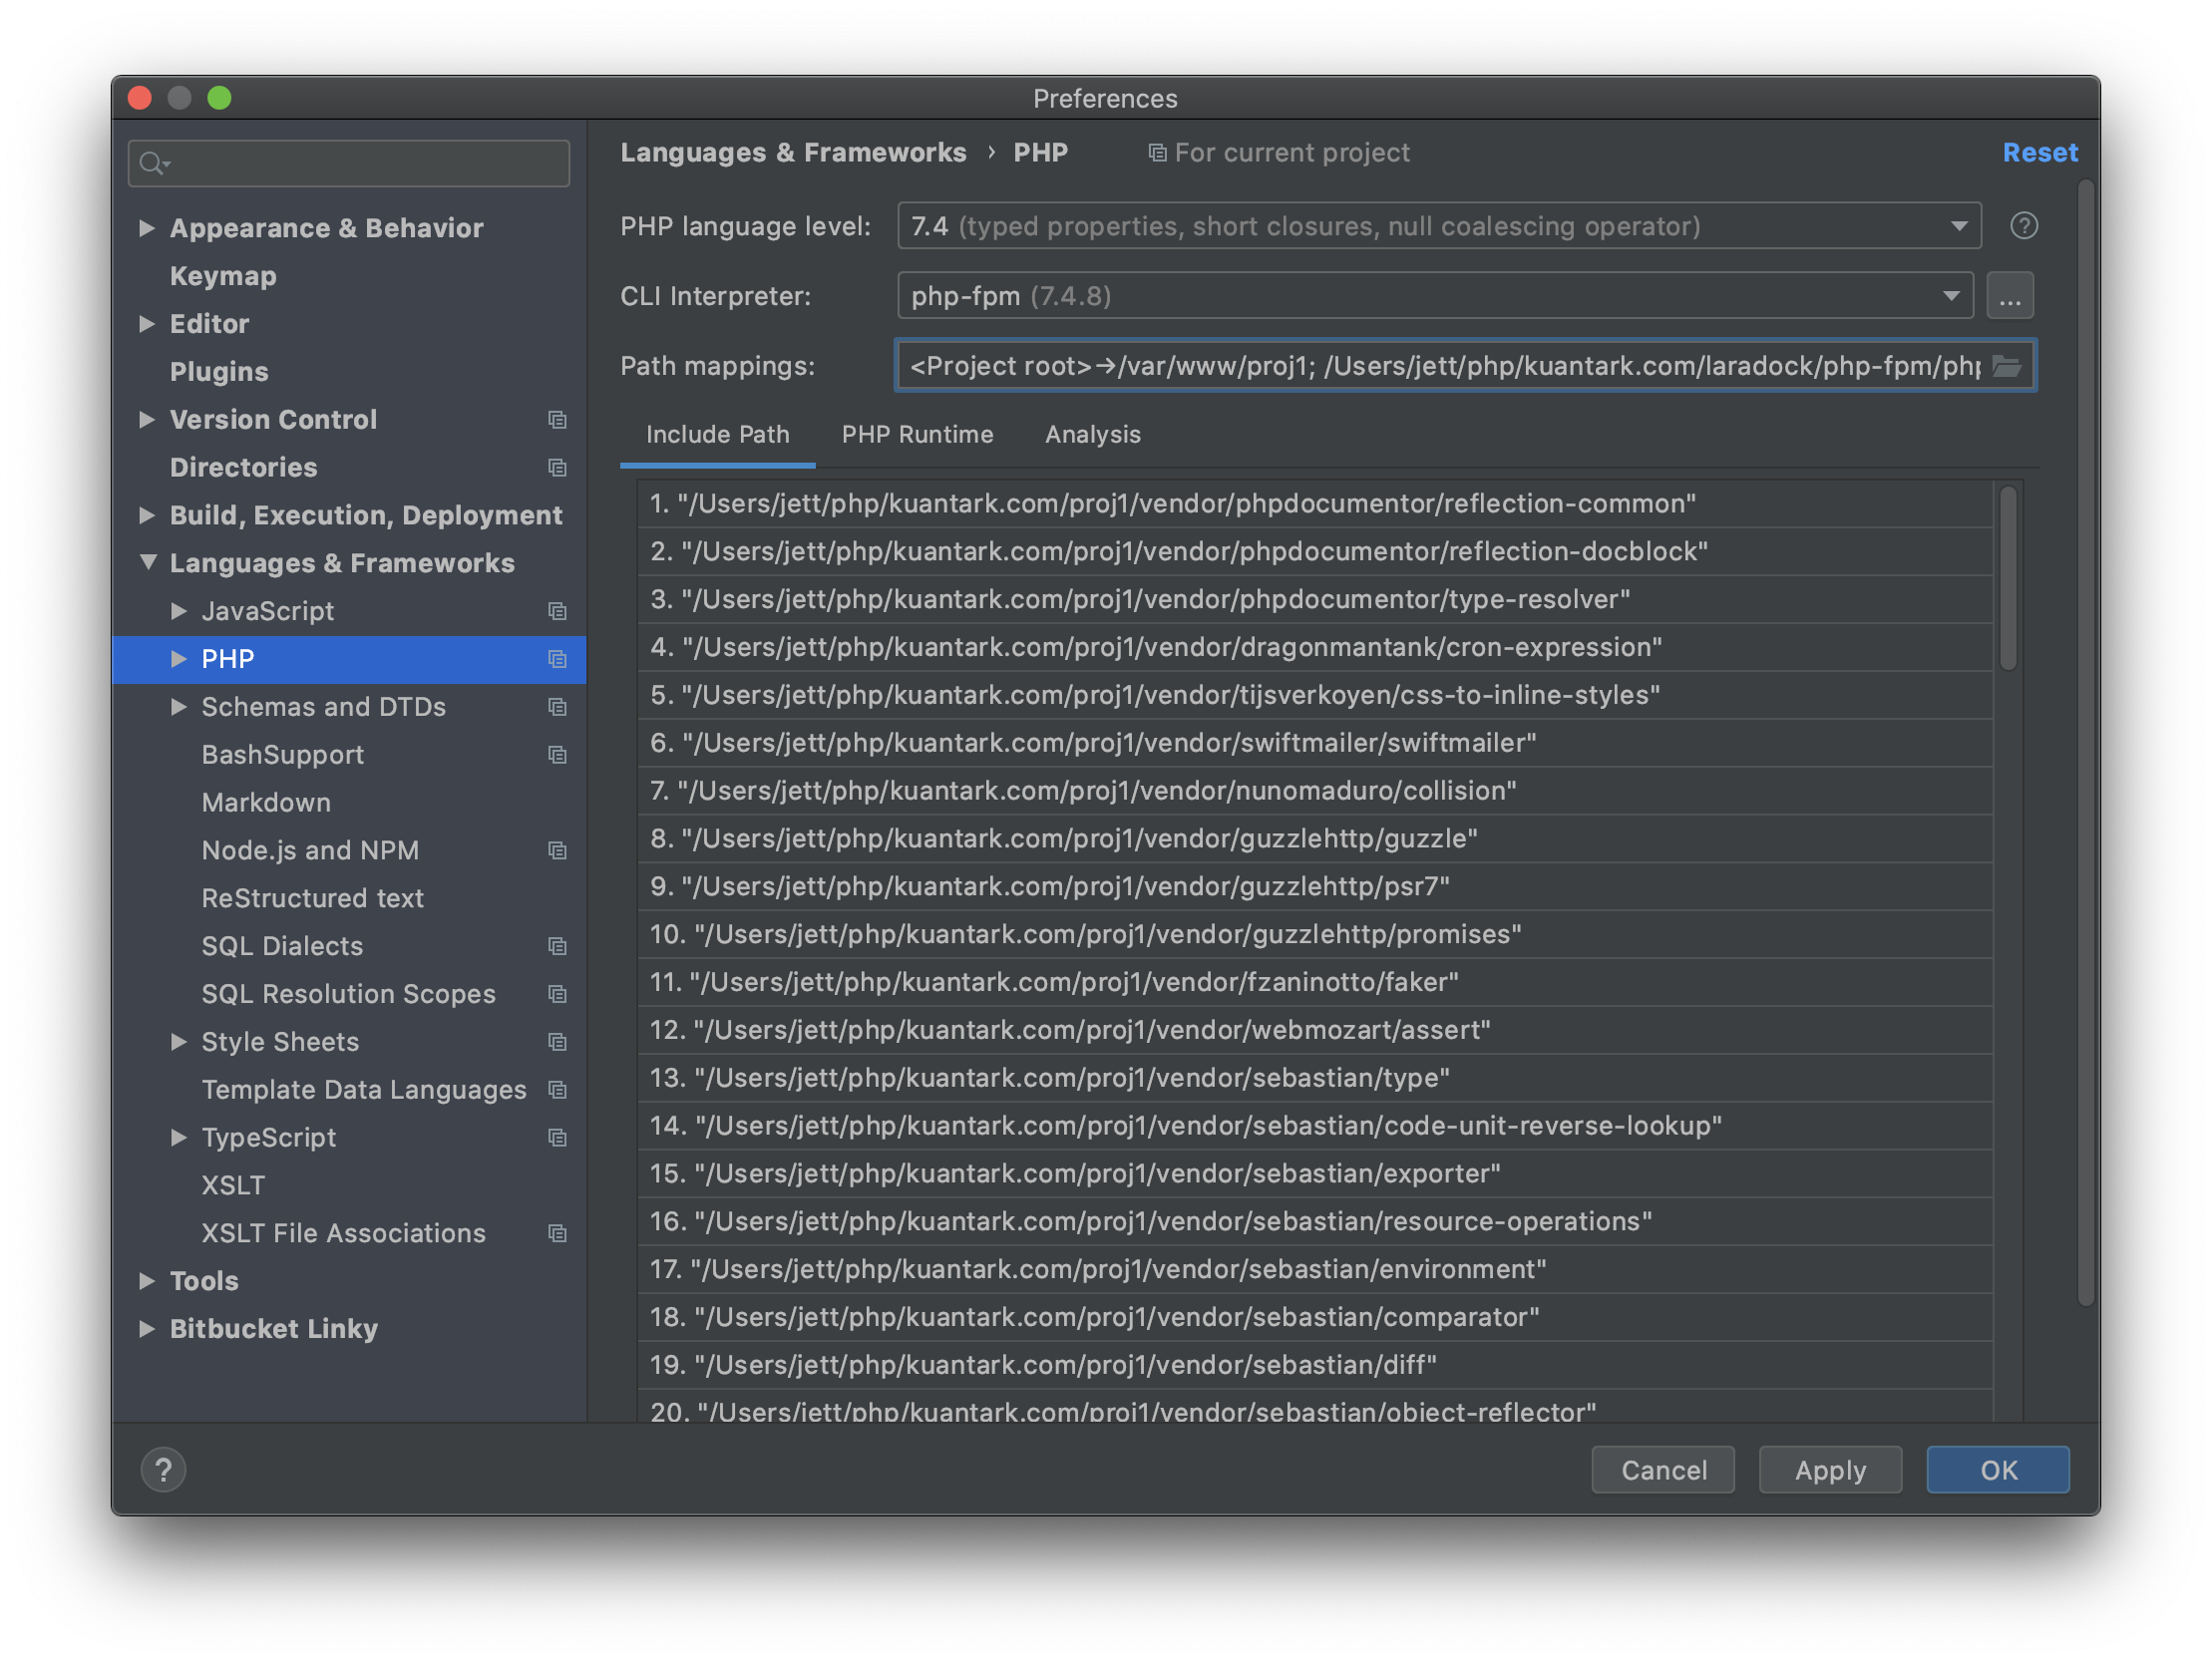 Preferences
Appearance & Behavior
Keymap
Editor
Plugins
Version Control
Directories
Build, Execution, Deployment
Languages & Frameworks
JavaScript
PHP
Schemas and DTDs
BashSupport
Markdown
Node.js and NPM
ReStructured text
SQL Dialects
SQL Resolution Scopes
Style Sheets
Template Data Languages
TypeScript
XSLT
XSLT File Associations
Tools
Bitbucket Linky
Languages & Frameworks › PHP For current project Reset
PHP language level: 7.4 (typed properties, short closures, null coalescing operator) ?
CLI Interpreter: php-fpm (7.4.8) ...
Path mappings: <Project root>→/var/www/proj1; /Users/jett/php/kuantark.com/laradock/php-fpm/php
Include Path PHP Runtime Analysis
1. "/Users/jett/php/kuantark.com/proj1/vendor/phpdocumentor/reflection-common"
2. "/Users/jett/php/kuantark.com/proj1/vendor/phpdocumentor/reflection-docblock"
3. "/Users/jett/php/kuantark.com/proj1/vendor/phpdocumentor/type-resolver"
4. "/Users/jett/php/kuantark.com/proj1/vendor/dragonmantank/cron-expression"
5. "/Users/jett/php/kuantark.com/proj1/vendor/tijsverkoyen/css-to-inline-styles"
6. "/Users/jett/php/kuantark.com/proj1/vendor/swiftmailer/swiftmailer"
7. "/Users/jett/php/kuantark.com/proj1/vendor/nunomaduro/collision"
8. "/Users/jett/php/kuantark.com/proj1/vendor/guzzlehttp/guzzle"
9. "/Users/jett/php/kuantark.com/proj1/vendor/guzzlehttp/psr7"
10. "/Users/jett/php/kuantark.com/proj1/vendor/guzzlehttp/promises"
11. "/Users/jett/php/kuantark.com/proj1/vendor/fzaninotto/faker"
12. "/Users/jett/php/kuantark.com/proj1/vendor/webmozart/assert"
13. "/Users/jett/php/kuantark.com/proj1/vendor/sebastian/type"
14. "/Users/jett/php/kuantark.com/proj1/vendor/sebastian/code-unit-reverse-lookup"
15. "/Users/jett/php/kuantark.com/proj1/vendor/sebastian/exporter"
16. "/Users/jett/php/kuantark.com/proj1/vendor/sebastian/resource-operations"
17. "/Users/jett/php/kuantark.com/proj1/vendor/sebastian/environment"
18. "/Users/jett/php/kuantark.com/proj1/vendor/sebastian/comparator"
19. "/Users/jett/php/kuantark.com/proj1/vendor/sebastian/diff"
20. "/Users/jett/php/kuantark.com/proj1/vendor/sebastian/object-reflector"
? Cancel Apply OK